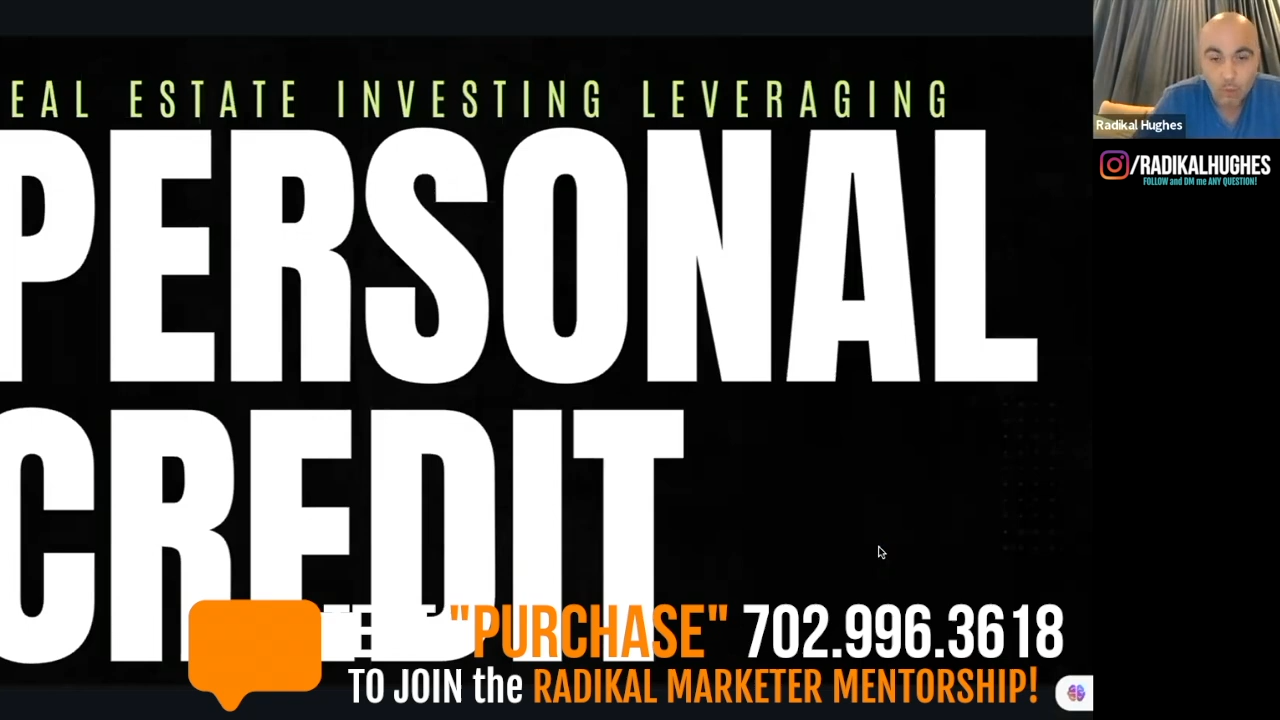 EAL ESTATE INVESTING LEVERAGING
PERSONAL
CREDIT
Radikal Hughes
/RADIKALHUGHES
FOLLOW and DM me ANY QUESTION!
"PURCHASE" 702.996.3618
TO JOIN the RADIKAL MARKETER MENTORSHIP!